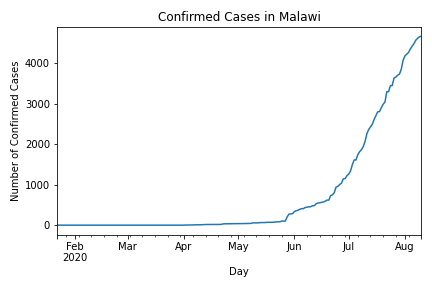 Confirmed Cases in Malawi
Number of Confirmed Cases
4000
3000
2000
1000
0
Feb
2020
Mar
Apr
May
Jun
Jul
Aug
Day